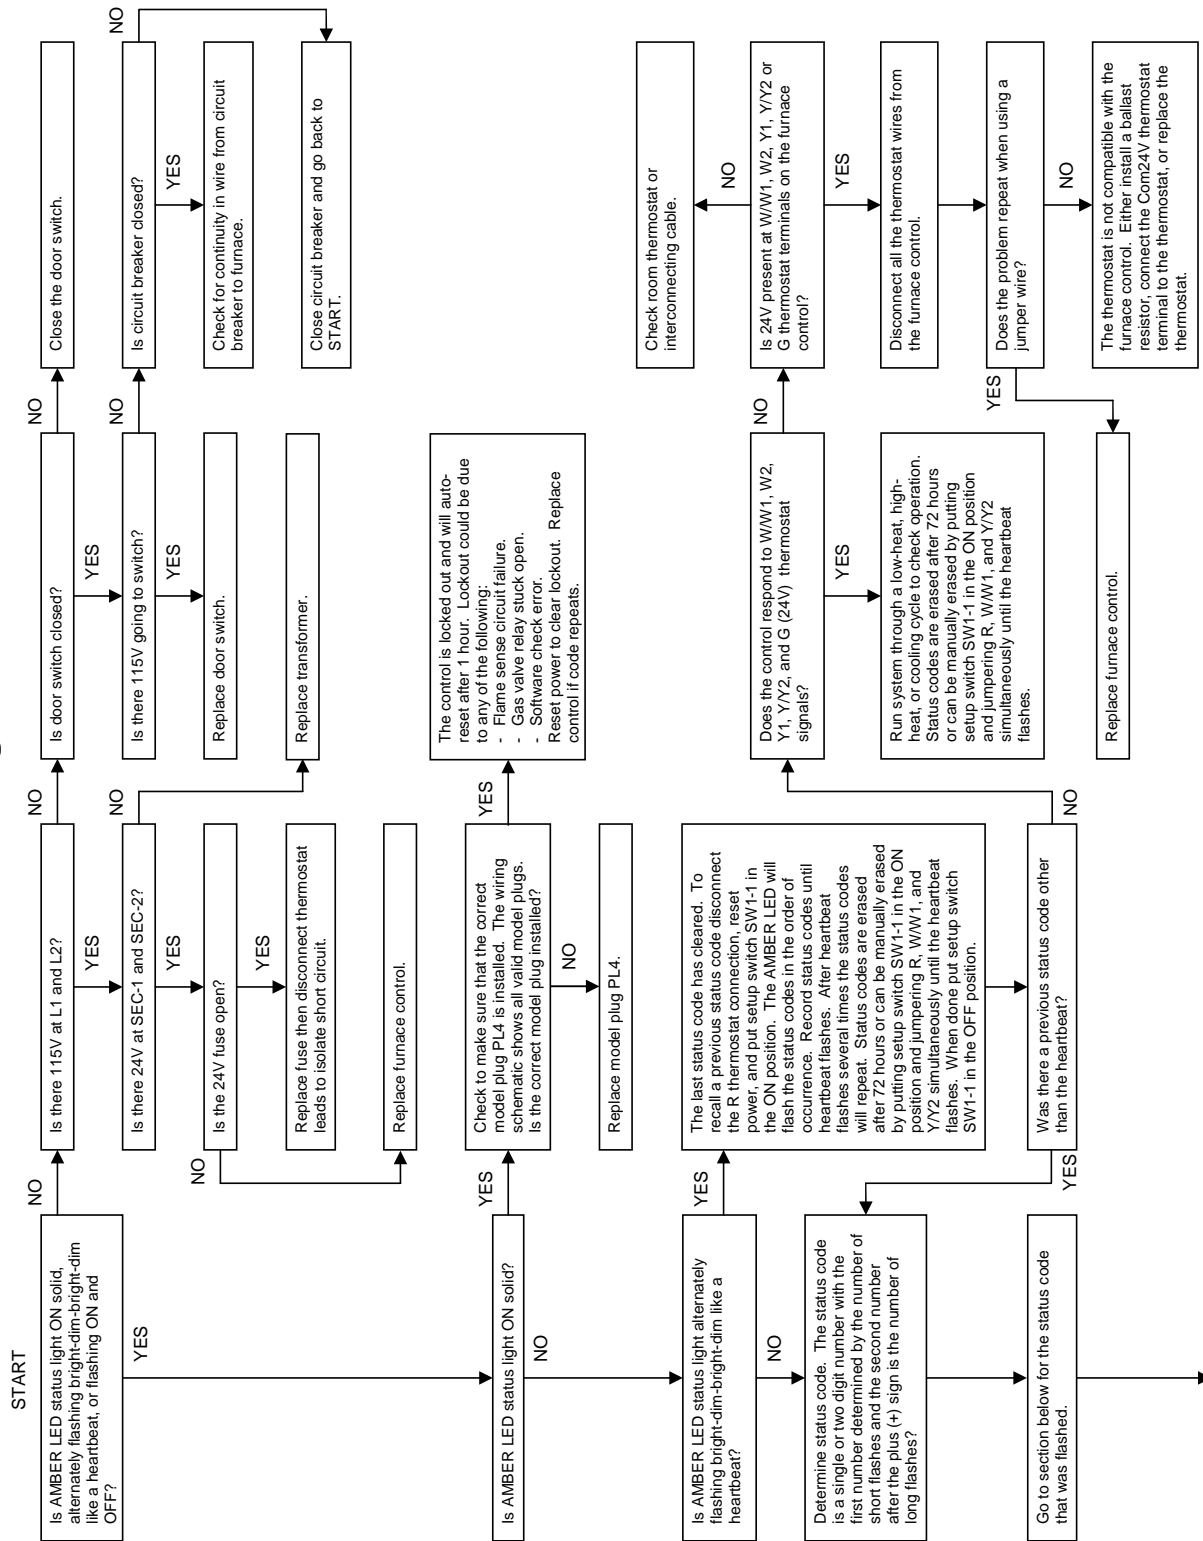 START
Is AMBER LED status light ON solid,
alternately flashing bright-dim-bright-dim
like a heartbeat, or flashing ON and
OFF?
NO
YES
Is there 115V at L1 and L2?
NO
YES
Is door switch closed?
NO
YES
Close the door switch.
Is there 24V at SEC-1 and SEC-2?
NO
YES
Is there 115V going to switch?
NO
YES
Is circuit breaker closed?
NO
YES
Is the 24V fuse open?
NO
YES
Replace door switch.
Check for continuity in wire from circuit
breaker to furnace.
Replace fuse then disconnect thermostat
leads to isolate short circuit.
Replace transformer.
Close circuit breaker and go back to
START.
Replace furnace control.
Is AMBER LED status light ON solid?
YES
NO
Check to make sure that the correct
model plug PL4 is installed. The wiring
schematic shows all valid model plugs.
Is the correct model plug installed?
YES
NO
The control is locked out and will auto-
reset after 1 hour. Lockout could be due
to any of the following:
- Flame sense circuit failure.
- Gas valve relay stuck open.
- Software check error.
Reset power to clear lockout. Replace
control if code repeats.
Replace model plug PL4.
Is AMBER LED status light alternately
flashing bright-dim-bright-dim like a
heartbeat?
YES
NO
The last status code has cleared. To
recall a previous status code disconnect
the R thermostat connection, reset
power, and put setup switch SW1-1 in
the ON position. The AMBER LED will
flash the status codes in the order of
occurrence. Record status codes until
heartbeat flashes. After heartbeat
flashes several times the status codes
will repeat. Status codes are erased
after 72 hours or can be manually erased
by putting setup switch SW1-1 in the ON
position and jumpering R, W/W1, and
Y/Y2 simultaneously until the heartbeat
flashes. When done put setup switch
SW1-1 in the OFF position.
Determine status code. The status code
is a single or two digit number with the
first number determined by the number of
short flashes and the second number
after the plus (+) sign is the number of
long flashes?
Was there a previous status code other
than the heartbeat?
YES
NO
Go to section below for the status code
that was flashed.
Does the control respond to W/W1, W2,
Y1, Y/Y2, and G (24V) thermostat
signals?
NO
YES
Run system through a low-heat, high-
heat, or cooling cycle to check operation.
Status codes are erased after 72 hours
or can be manually erased by putting
setup switch SW1-1 in the ON position
and jumpering R, W/W1, and Y/Y2
simultaneously until the heartbeat
flashes.
Check room thermostat or
interconnecting cable.
NO
Is 24V present at W/W1, W2, Y1, Y/Y2 or
G thermostat terminals on the furnace
control?
YES
Disconnect all the thermostat wires from
the furnace control.
Does the problem repeat when using a
jumper wire?
YES
NO
Replace furnace control.
The thermostat is not compatible with the
furnace control. Either install a ballast
resistor, connect the Com24V thermostat
terminal to the thermostat, or replace the
thermostat.